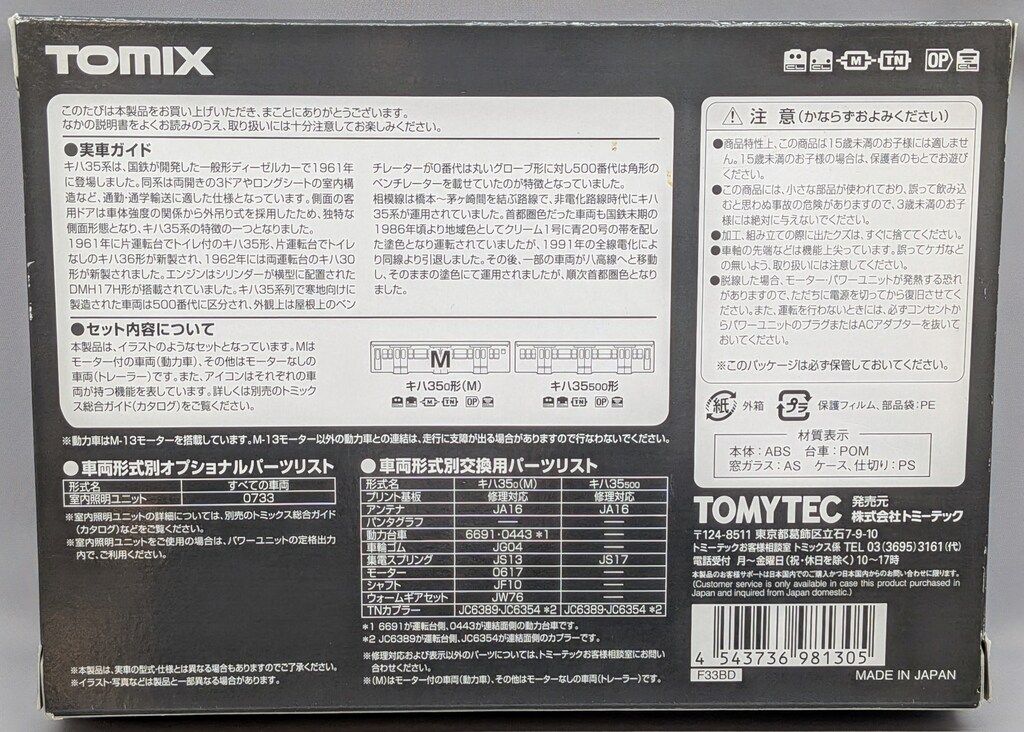 TOMIX
CL CL M TN OP CL
このたびは本製品をお買い上げいただき、まことにありがとうございます。
なかの説明書をよくお読みのうえ、取り扱いには十分注意してお楽しみください。
●実車ガイド
キハ35系は、国鉄が開発した一般形ディーゼルカーで1961年
に登場しました。同系は両開きの3ドアやロングシートの室内構
造など、通勤・通学輸送に適した仕様となっています。側面の客
用ドアは車体強度の関係から外吊り式を採用したため、独特な
側面形態となり、キハ35系の特徴の一つとなりました。
1961年に片運転台でトイレ付のキハ35形、片運転台でトイレ
なしのキハ36形が新製され、1962年には両運転台のキハ30
形が新製されました。エンジンはシリンダーが横型に配置された
DMH17H形が搭載されていました。キハ35系列で寒地向けに
製造された車両は500番代に区分され、外観上は屋根上のベン
チレーターが0番代は丸いグローブ形に対し500番代は角形の
ベンチレーターを載せていたのが特徴となっていました。
相模線は橋本～茅ヶ崎間を結ぶ路線で、非電化路線時代にキハ
35系が運用されていました。首都圏色だった車両も国鉄末期の
1986年頃より地域色としてクリーム1号に青20号の帯を配し
た塗色となり運転されていましたが、1991年の全線電化によ
り同線より引退しました。その後、一部の車両が八高線へと移動
し、そのままの塗色にて運用されましたが、順次首都圏色となり
ました。
●セット内容について
本製品は、イラストのようなセットとなっています。Mは
モーター付の車両(動力車)、その他はモーターなしの
車両(トレーラー)です。また、アイコンはそれぞれの車
両が持つ機能を表しています。詳しくは別売のトミック
ス総合ガイド(カタログ)をご覧ください。
M
キハ350形(M) キハ35500形
CL CL M TN OP CL CL CL TN OP CL
※動力車はM-13モーターを搭載しています。M-13モーター以外の動力車との連結は、走行に支障が出る場合がありますので行なわないでください。
●車両形式別オプショナルパーツリスト
形式名 すべての車両
室内照明ユニット 0733
※室内照明ユニットの詳細については、別売のトミックス総合ガイド
(カタログ)などをご覧ください。
※室内照明ユニットをご使用の場合は、パワーユニットの定格出力
内で、ご利用ください。
※本製品は、実車の型式・仕様とは異なる場合もありますのでご了承ください。
※イラスト・写真などは製品と一部異なる場合があります。
●車両形式別交換用パーツリスト
形式名 キハ350(M) キハ35500
プリント基板 修理対応 修理対応
アンテナ JA16 JA16
パンタグラフ — —
動力台車 6691・0443 *1 —
車輪ゴム JG04 —
集電スプリング JS13 JS17
モーター 0617 —
シャフト JF10 —
ウォームギアセット JW76 —
TNカプラー JC6389・JC6354 *2 JC6389・JC6354 *2
*1 6691が運転台側、0443が連結面側の動力台車です。
*2 JC6389が運転台側、JC6354が連結面側のカプラーです。
※修理対応および表示以外のパーツについては、トミーテックお客様相談室にお問い
合わせください。
※(M)はモーター付の車両(動力車)、その他はモーターなしの車両(トレーラー)です。
⚠ 注 意(かならずおよみください)
●商品特性上、この商品は15歳未満のお子様には適しませ
ん。15歳未満のお子様の場合は、保護者のもとでお遊び
ください。
●この商品には、小さな部品が使われており、誤って飲み込
むと思わぬ事故の危険がありますので、3歳未満のお子
様には絶対に与えないでください。
●加工、組み立ての際に出たクズは、すぐに捨ててください。
●車軸の先端などは機能上尖っています。誤ってケガなど
の無いよう、取り扱いには注意してください。
●脱線した場合、モーター・パワーユニットが発熱する恐れ
がありますので、ただちに電源を切ってから復旧させてく
ださい。また、運転を行わないときには、必ずコンセントか
らパワーユニットのプラグまたはACアダプターを抜いて
おいてください。
※このパッケージは必ず保管しておいてください。
紙 外箱 プラ 保護フィルム、部品袋:PE
材質表示
本体:ABS 台車:POM
窓ガラス:AS ケース、仕切り:PS
TOMYTEC 発売元
株式会社トミーテック
〒124-8511 東京都葛飾区立石7-9-10
トミーテックお客様相談室 トミックス係 TEL 03(3695)3161(代)
電話受付 月～金曜日(祝・休日を除く)10～17時
本製品のお客様サポートは日本国内でのご購入かつ日本国内からのお問い合わせに限ります。
(Customer service is only available in case this product purchased in
Japan and inquired from Japan domestic.)
4 543736 981305
F33BD
MADE IN JAPAN